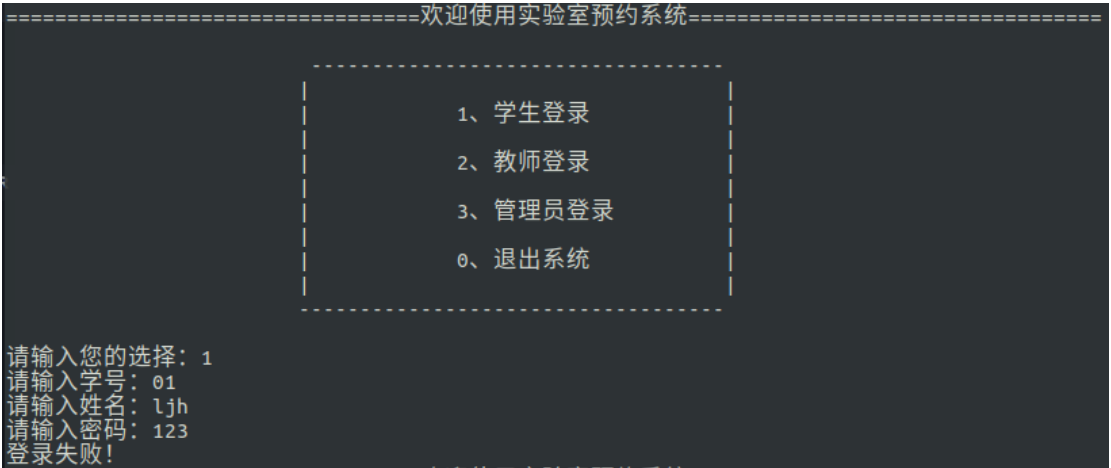 ==================================欢迎使用实验室预约系统==================================
1、学生登录
2、教师登录
3、管理员登录
0、退出系统
请输入您的选择：1
请输入学号：01
请输入姓名：ljh
请输入密码：123
登录失败！